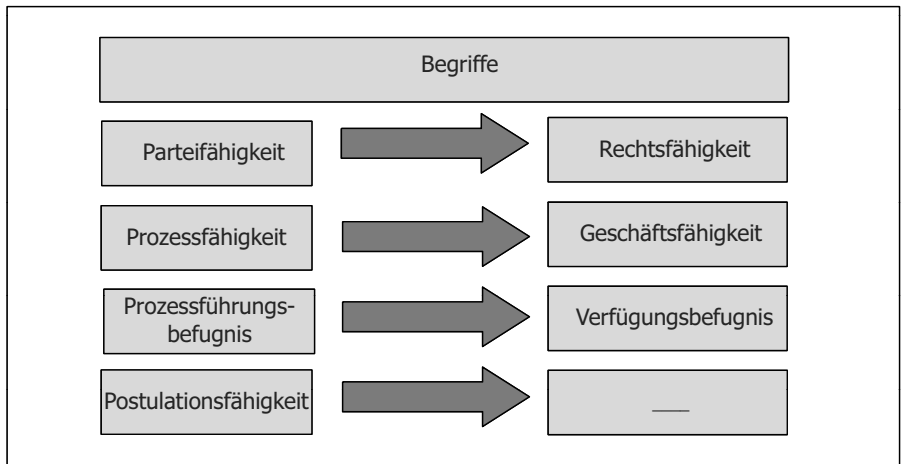 Begriffe
Parteifähigkeit
Rechtsfähigkeit
Prozessfähigkeit
Geschäftsfähigkeit
Prozessführungs-
befugnis
Verfügungsbefugnis
Postulationsfähigkeit
___